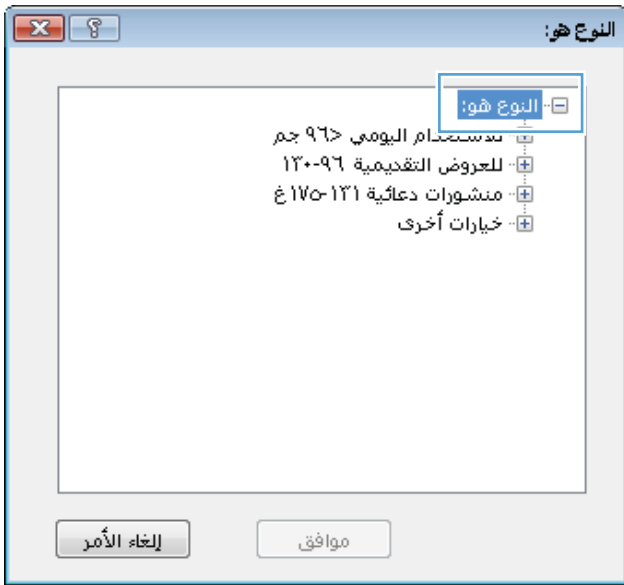 النوع هو:
النوع هو:
للاستخدام اليومي <٩٦ جم
للعروض التقديمية ٩٦-١٣٠
منشورات دعائية ١٣١-١٧٥ غ
خيارات أخرى
موافق
إلغاء الأمر